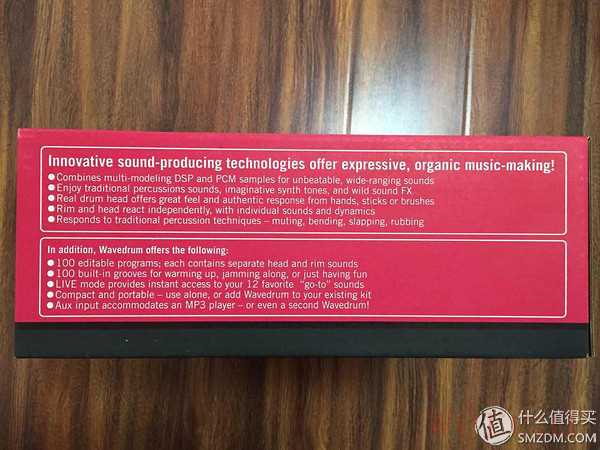 Innovative sound-producing technologies offer expressive, organic music-making!
●Combines multi-modeling DSP and PCM samples for unbeatable, wide-ranging sounds
●Enjoy traditional percussions sounds, imaginative synth tones, and wild sound FX.
●Real drum head offers great feel and authentic response from hands, sticks or brushes
●Rim and head react independently, with individual sounds and dynamics
●Responds to traditional percussion techniques – muting, bending, slapping, rubbing
In addition, Wavedrum offers the following:
●100 editable programs; each contains separate head and rim sounds
●100 built-in grooves for warming up, jamming along, or just having fun
●LIVE mode provides instant access to your 12 favorite "go-to" sounds
●Compact and portable – use alone, or add Wavedrum to your existing kit
●Aux input accommodates an MP3 player – or even a second Wavedrum!
值 什么值得买
SMZDM.COM